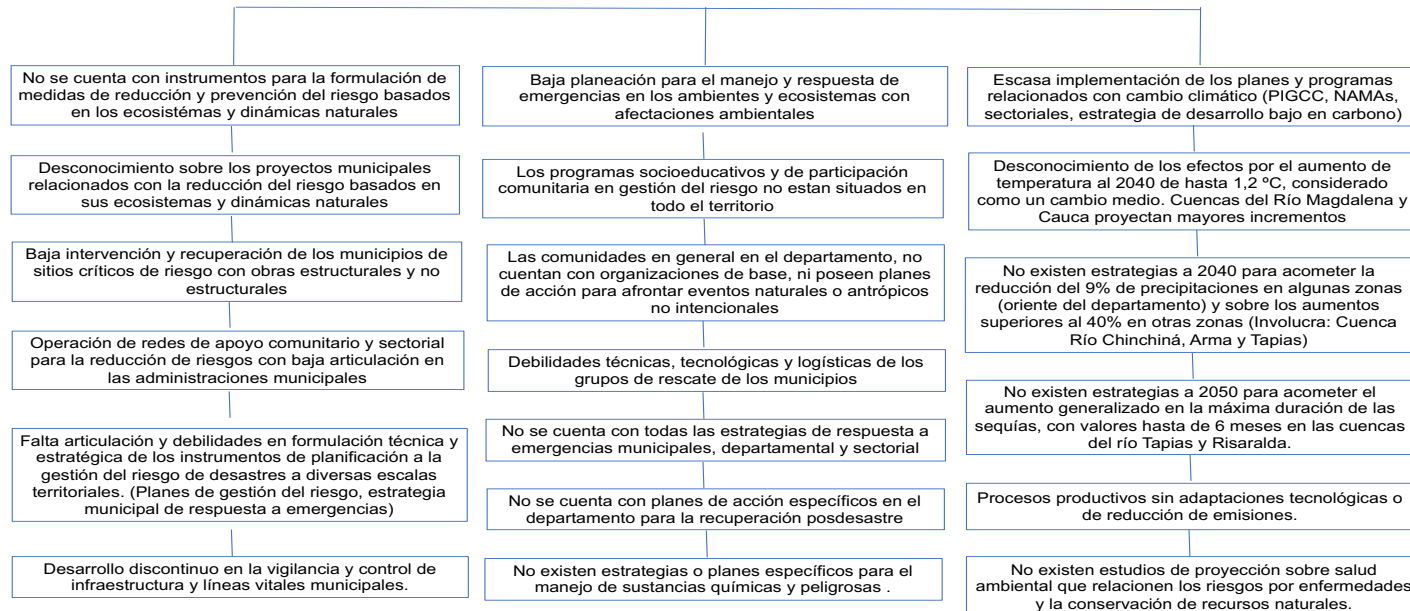 No se cuenta con instrumentos para la formulación de
medidas de reducción y prevención del riesgo basados
en los ecosistémas y dinámicas naturales
Desconocimiento sobre los proyectos municipales
relacionados con la reducción del riesgo basados en
sus ecosistemas y dinámicas naturales
Baja intervención y recuperación de los municipios de
sitios críticos de riesgo con obras estructurales y no
estructurales
Operación de redes de apoyo comunitario y sectorial
para la reducción de riesgos con baja articulación en
las administraciones municipales
Falta articulación y debilidades en formulación técnica y
estratégica de los instrumentos de planificación a la
gestión del riesgo de desastres a diversas escalas
territoriales. (Planes de gestión del riesgo, estrategia
municipal de respuesta a emergencias)
Desarrollo discontinuo en la vigilancia y control de
infraestructura y líneas vitales municipales.
Baja planeación para el manejo y respuesta de
emergencias en los ambientes y ecosistemas con
afectaciones ambientales
Los programas socioeducativos y de participación
comunitaria en gestión del riesgo no estan situados en
todo el territorio
Las comunidades en general en el departamento, no
cuentan con organizaciones de base, ni poseen planes
de acción para afrontar eventos naturales o antrópicos
no intencionales
Debilidades técnicas, tecnológicas y logísticas de los
grupos de rescate de los municipios
No se cuenta con todas las estrategias de respuesta a
emergencias municipales, departamental y sectorial
No se cuenta con planes de acción específicos en el
departamento para la recuperación posdesastre
No existen estrategias o planes específicos para el
manejo de sustancias químicas y peligrosas .
Escasa implementación de los planes y programas
relacionados con cambio climático (PIGCC, NAMAs,
sectoriales, estrategia de desarrollo bajo en carbono)
Desconocimiento de los efectos por el aumento de
temperatura al 2040 de hasta 1,2 ºC, considerado
como un cambio medio. Cuencas del Río Magdalena y
Cauca proyectan mayores incrementos
No existen estrategias a 2040 para acometer la
reducción del 9% de precipitaciones en algunas zonas
(oriente del departamento) y sobre los aumentos
superiores al 40% en otras zonas (Involucra: Cuenca
Río Chinchiná, Arma y Tapias)
No existen estrategias a 2050 para acometer el
aumento generalizado en la máxima duración de las
sequías, con valores hasta de 6 meses en las cuencas
del río Tapias y Risaralda.
Procesos productivos sin adaptaciones tecnológicas o
de reducción de emisiones.
No existen estudios de proyección sobre salud
ambiental que relacionen los riesgos por enfermedades
y la conservación de recursos naturales.